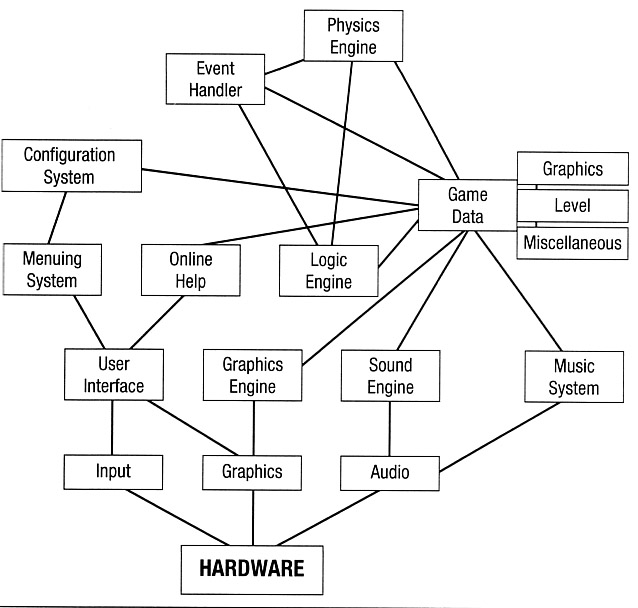 Physics
Engine
Event
Handler
Configuration
System
Game
Data
Graphics
Level
Miscellaneous
Menuing
System
Online
Help
Logic
Engine
User
Interface
Graphics
Engine
Sound
Engine
Music
System
Input
Graphics
Audio
HARDWARE